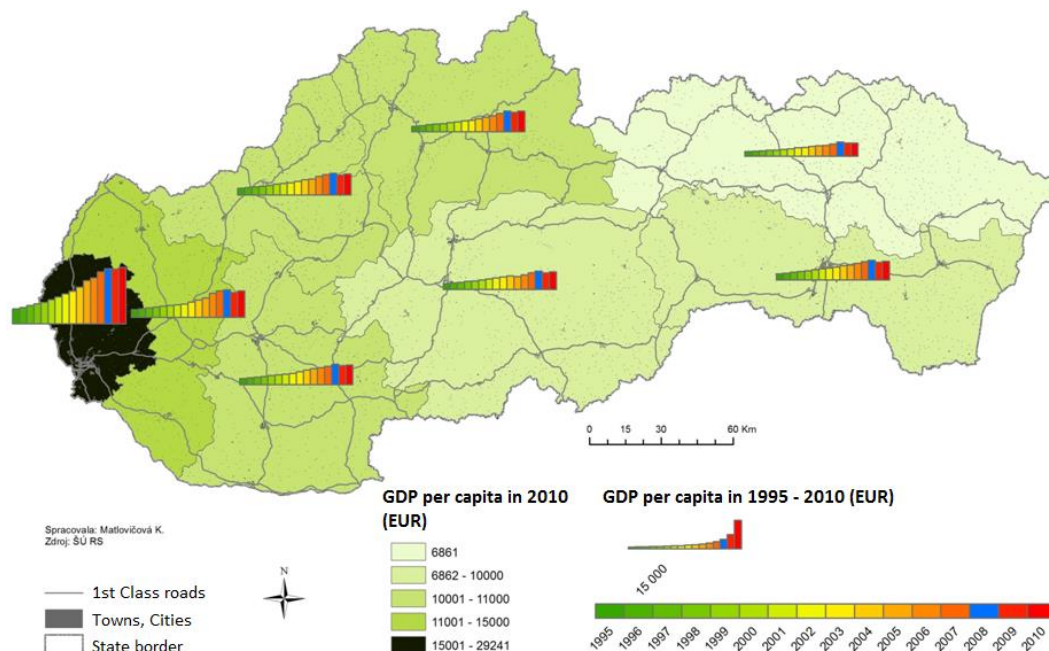 0 15 30 60 Km
GDP per capita in 2010
(EUR)
6861
6862 - 10000
10001 - 11000
11001 - 15000
15001 - 29241
GDP per capita in 1995 - 2010 (EUR)
15 000
1995 1996 1997 1998 1999 2000 2001 2002 2003 2004 2005 2006 2007 2008 2009 2010
Spracovala: Matlovičová K.
Zdroj: ŠÚ RS
1st Class roads
Towns, Cities
State border
N